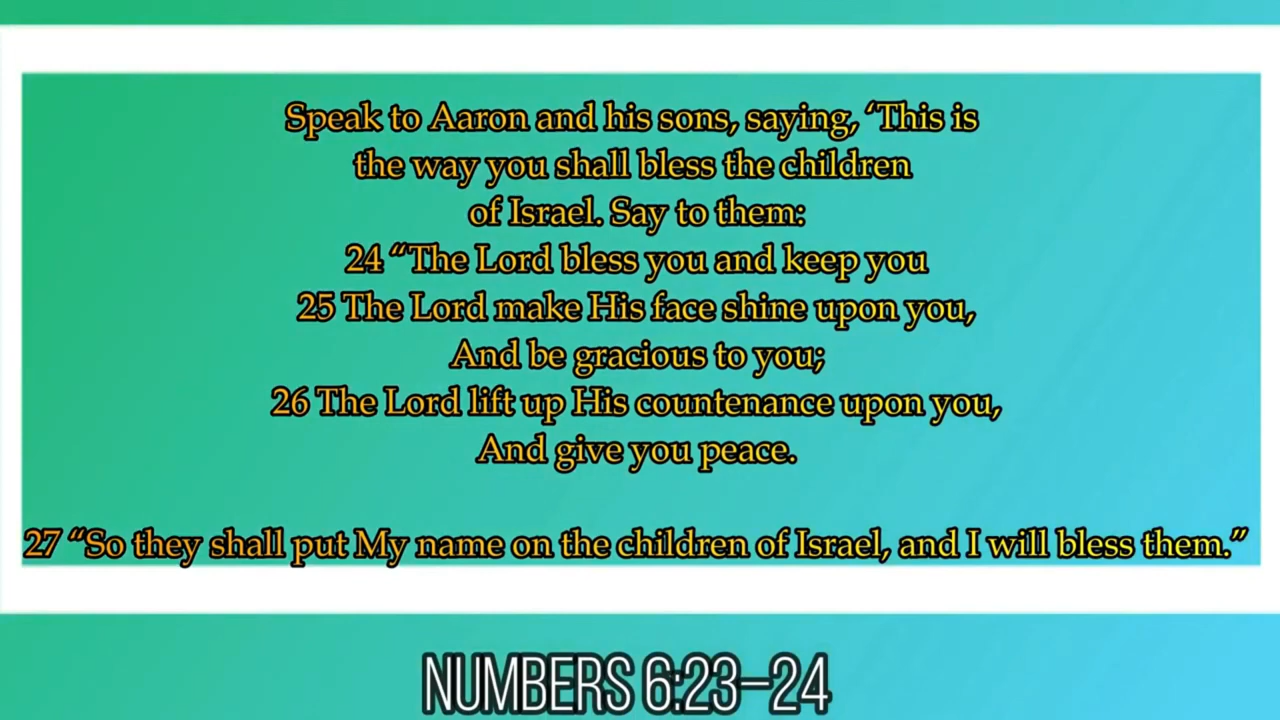 Speak to Aaron and his sons, saying, ‘This is
the way you shall bless the children
of Israel. Say to them:
24 “The Lord bless you and keep you
25 The Lord make His face shine upon you,
And be gracious to you;
26 The Lord lift up His countenance upon you,
And give you peace.
27 “So they shall put My name on the children of Israel, and I will bless them.”
NUMBERS 6:23–24